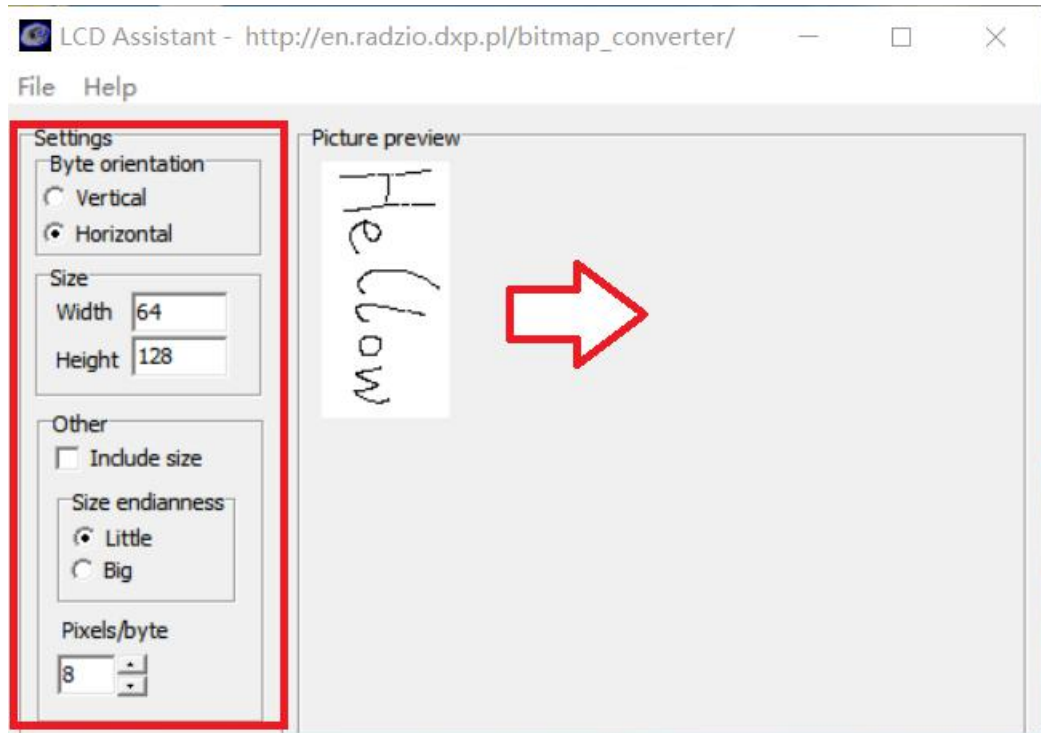 LCD Assistant - http://en.radzio.dxp.pl/bitmap_converter/
File Help
Settings
Byte orientation
Vertical
Horizontal
Size
Width 64
Height 128
Other
Include size
Size endianness
Little
Big
Pixels/byte
8
Picture preview
Hellow